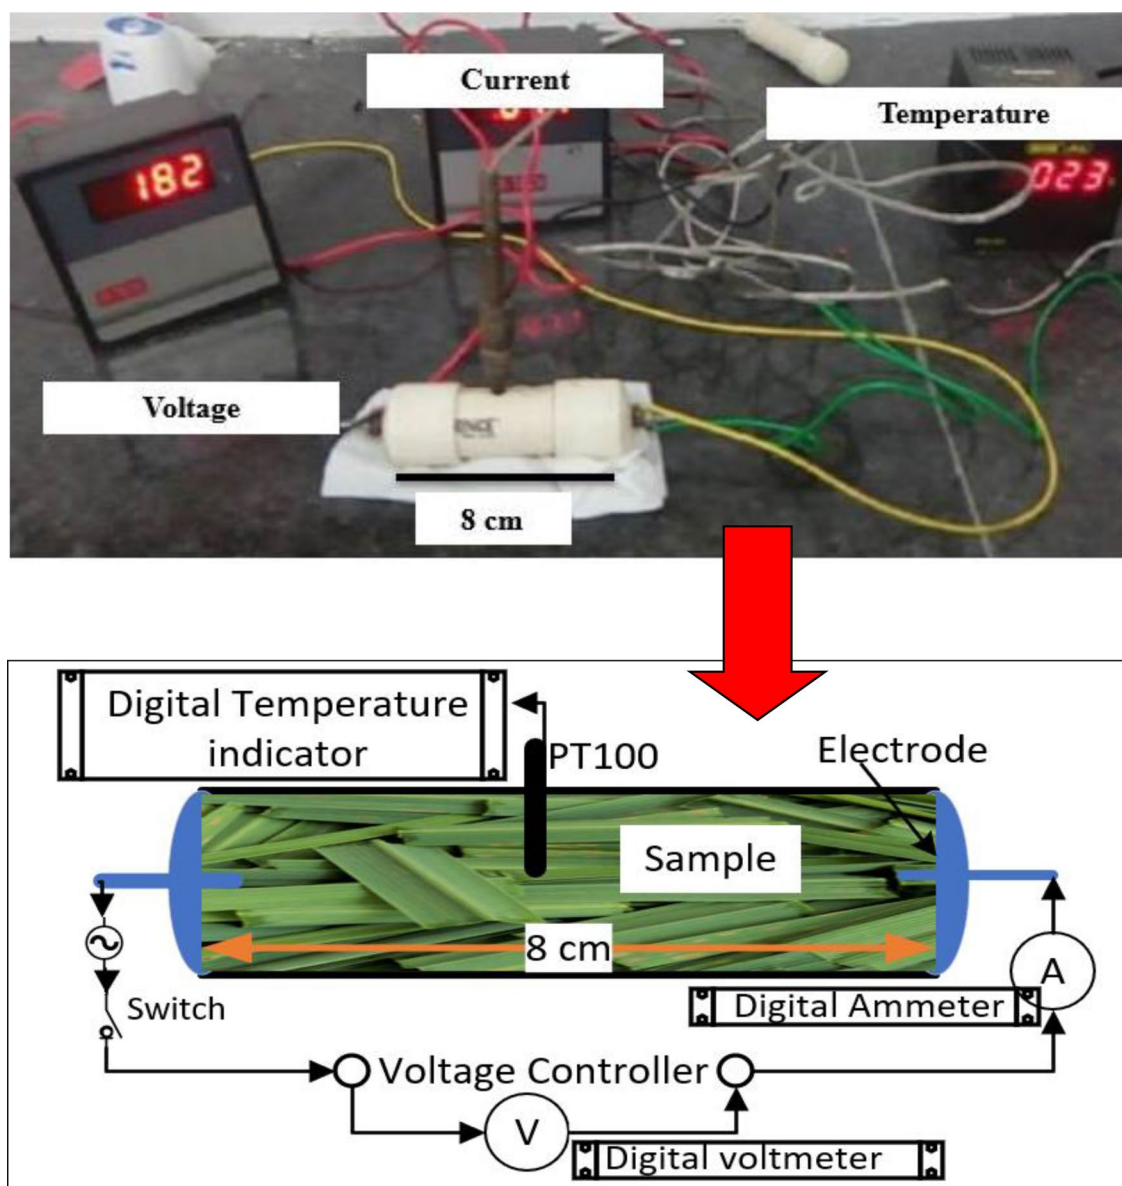 Current
Temperature
182
023
Voltage
8 cm
Digital Temperature
indicator
PT100
Electrode
Sample
8 cm
A
Switch
Digital Ammeter
Voltage Controller
V
Digital voltmeter